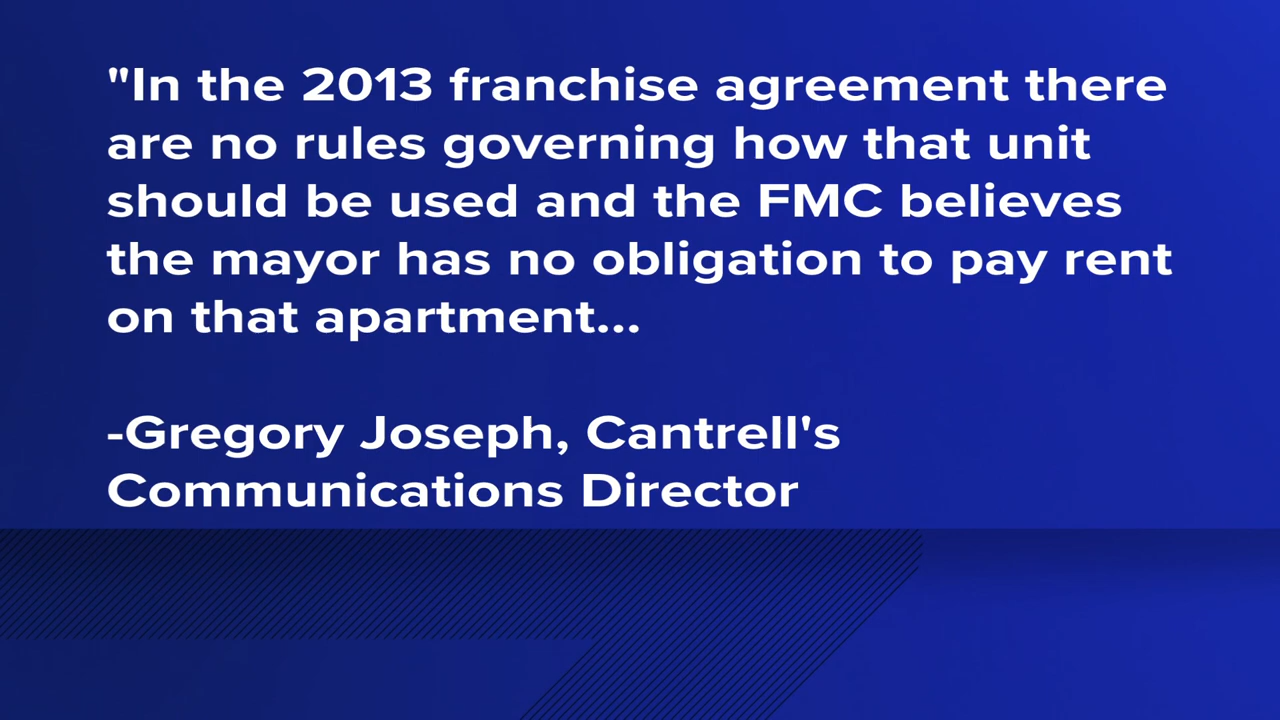 "In the 2013 franchise agreement there
are no rules governing how that unit
should be used and the FMC believes
the mayor has no obligation to pay rent
on that apartment...
-Gregory Joseph, Cantrell's
Communications Director